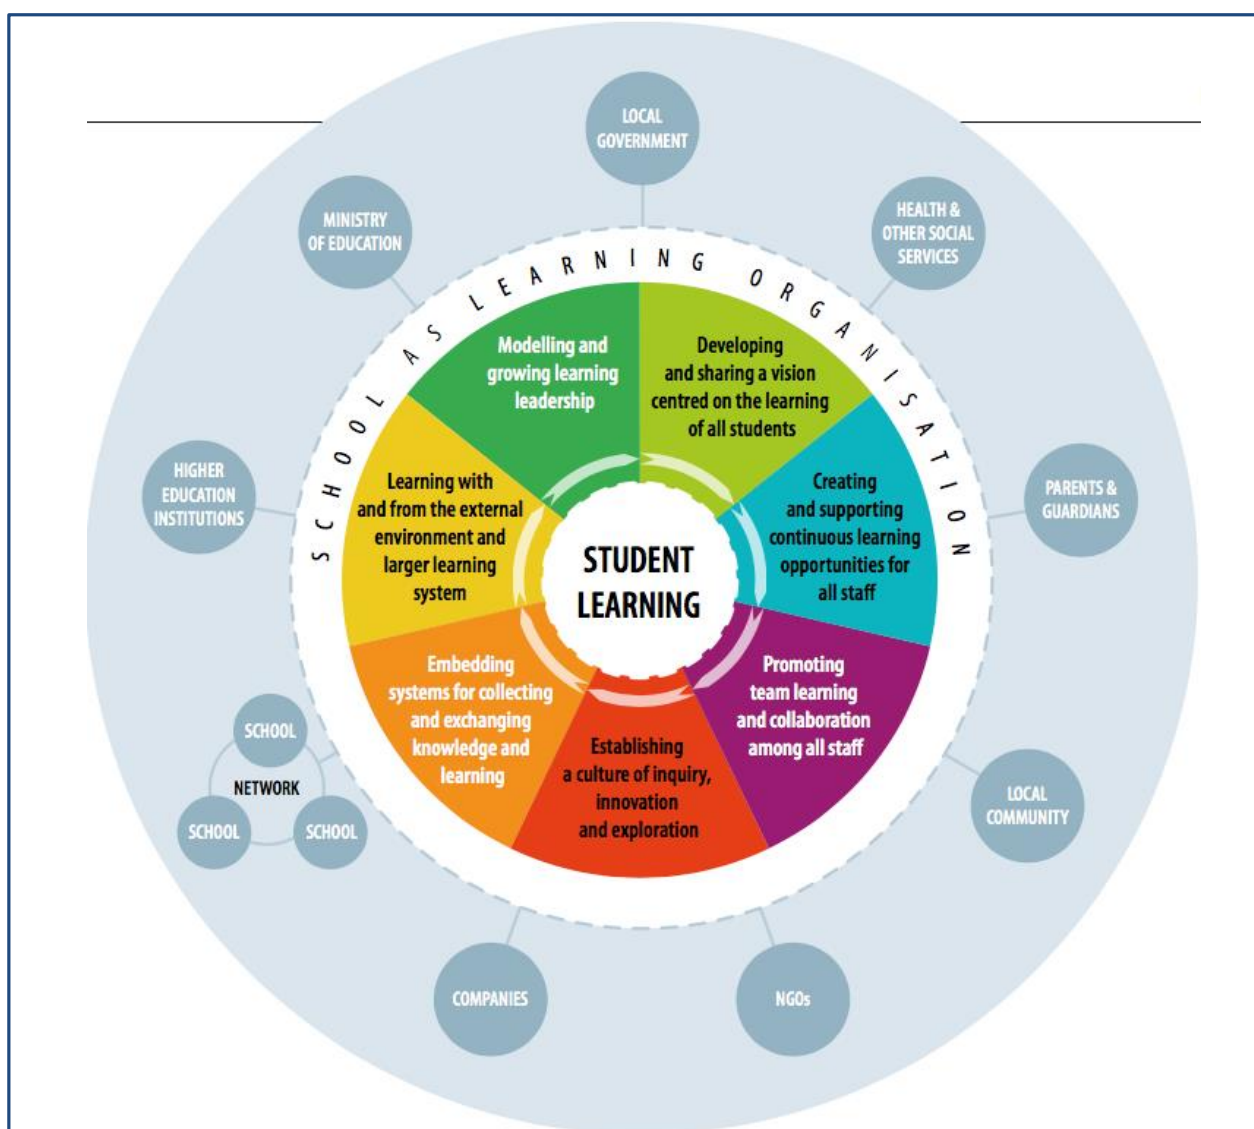 LOCAL
GOVERNMENT
MINISTRY
OF EDUCATION
HEALTH &
OTHER SOCIAL
SERVICES
SCHOOL AS LEARNING ORGANISATION
Modelling and
growing learning
leadership
Developing
and sharing a vision
centred on the learning
of all students
HIGHER
EDUCATION
INSTITUTIONS
Learning with
and from the external
environment and
larger learning
system
Creating
and supporting
continuous learning
opportunities for
all staff
PARENTS &
GUARDIANS
STUDENT
LEARNING
Embedding
systems for collecting
and exchanging
knowledge and
learning
Promoting
team learning
and collaboration
among all staff
Establishing
a culture of inquiry,
innovation
and exploration
SCHOOL
NETWORK
SCHOOL
SCHOOL
LOCAL
COMMUNITY
COMPANIES
NGOs